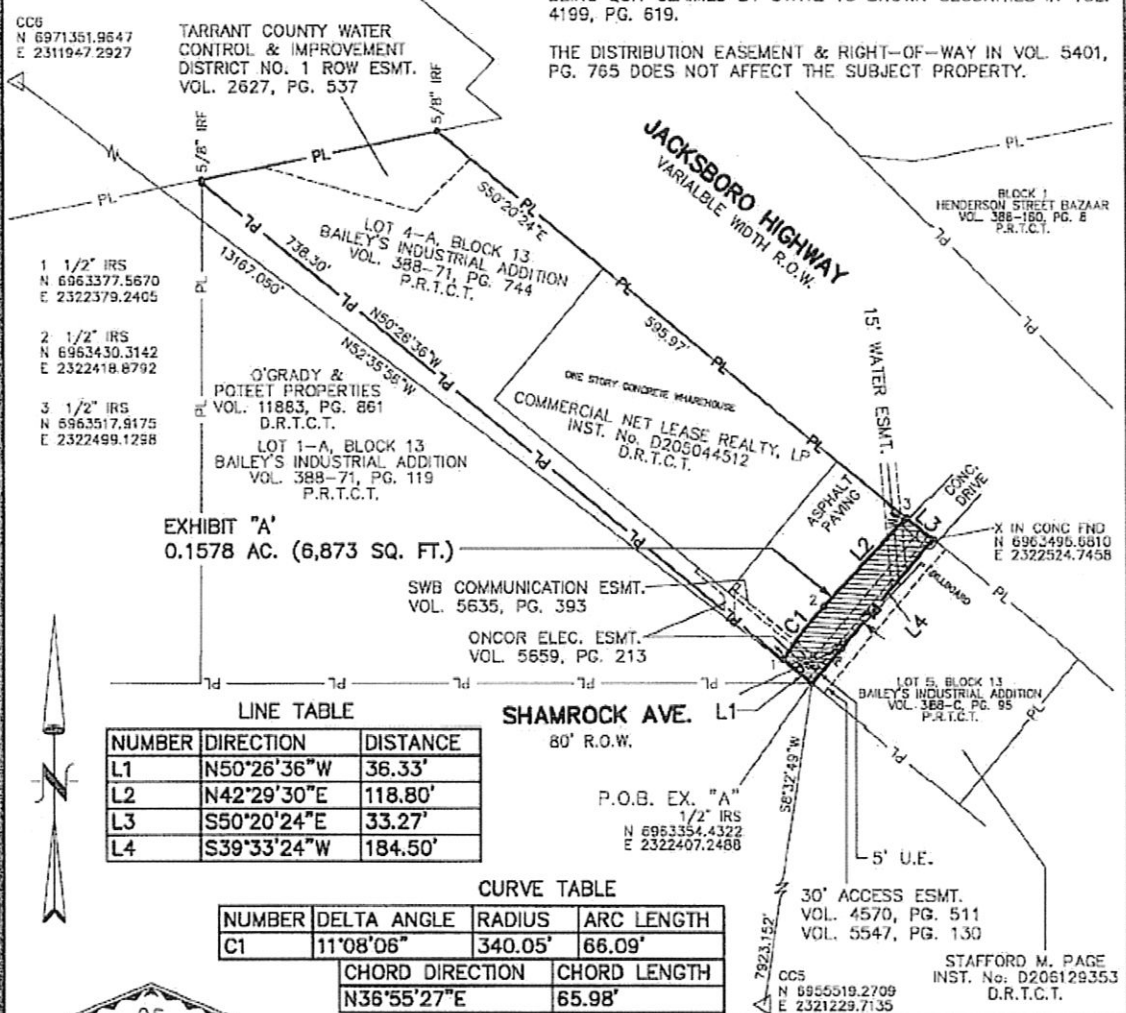 4199, PG. 619.
THE DISTRIBUTION EASEMENT & RIGHT-OF-WAY IN VOL. 5401,
PG. 765 DOES NOT AFFECT THE SUBJECT PROPERTY.
CC6
N 6971351.9647
E 2311947.2927
TARRANT COUNTY WATER
CONTROL & IMPROVEMENT
DISTRICT NO. 1 ROW ESMT.
VOL. 2627, PG. 537
5/8" IRF
5/8" IRF
PL
PL
PL
JACKSBORO HIGHWAY
VARIALBLE WIDTH R.O.W.
BLOCK 1
HENDERSON STREET BAZAAR
VOL. 388-160, PG. 8
P.R.T.C.T.
S50°20'24"E
595.97'
LOT 4-A, BLOCK 13
BAILEY'S INDUSTRIAL ADDITION
VOL. 388-71, PG. 744
P.R.T.C.T.
738.30'
N50°26'36"W
13167.050'
N52°35'56"W
1 1/2" IRS
N 6963377.5670
E 2322379.2405
2 1/2" IRS
N 6963430.3142
E 2322418.8792
3 1/2" IRS
N 6963517.9175
E 2322499.1298
O'GRADY &
POTEET PROPERTIES
VOL. 11883, PG. 861
D.R.T.C.T.
LOT 1-A, BLOCK 13
BAILEY'S INDUSTRIAL ADDITION
VOL. 388-71, PG. 119
P.R.T.C.T.
ONE STORY CONCRETE WHAREHOUSE
COMMERCIAL NET LEASE REALTY, LP
INST. No. D205044512
D.R.T.C.T.
15' WATER ESMT.
ASPHALT
PAVING
CONC.
DRIVE
X IN CONC FND
N 6963495.6810
E 2322524.7458
BILLBOARD
EXHIBIT "A'
0.1578 AC. (6,873 SQ. FT.)
SWB COMMUNICATION ESMT.
VOL. 5635, PG. 393
ONCOR ELEC. ESMT.
VOL. 5659, PG. 213
C1
L2
L3
L4
L1
1
2
3
LOT 5, BLOCK 13
BAILEY'S INDUSTRIAL ADDITION
VOL. 388-C, PG. 95
P.R.T.C.T.
SHAMROCK AVE.
80' R.O.W.
LINE TABLE
NUMBER DIRECTION DISTANCE
L1 N50°26'36"W 36.33'
L2 N42°29'30"E 118.80'
L3 S50°20'24"E 33.27'
L4 S39°33'24"W 184.50'
P.O.B. EX. "A"
1/2" IRS
N 6963354.4322
E 2322407.2488
S8°32'49"W
7923.152'
5' U.E.
30' ACCESS ESMT.
VOL. 4570, PG. 511
VOL. 5547, PG. 130
CURVE TABLE
NUMBER DELTA ANGLE RADIUS ARC LENGTH
C1 11°08'06" 340.05' 66.09'
CHORD DIRECTION CHORD LENGTH
N36°55'27"E 65.98'
CC5
N 6955519.2709
E 2321229.7135
STAFFORD M. PAGE
INST. No: D206129353
D.R.T.C.T.
N